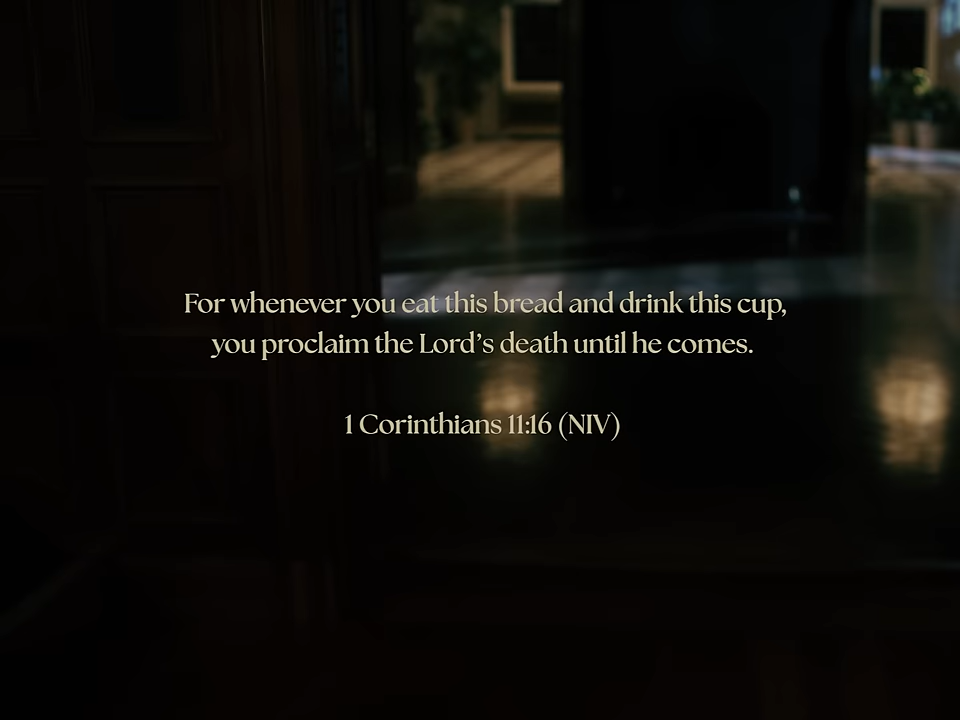 For whenever you eat this bread and drink this cup,
you proclaim the Lord’s death until he comes.
1 Corinthians 11:16 (NIV)